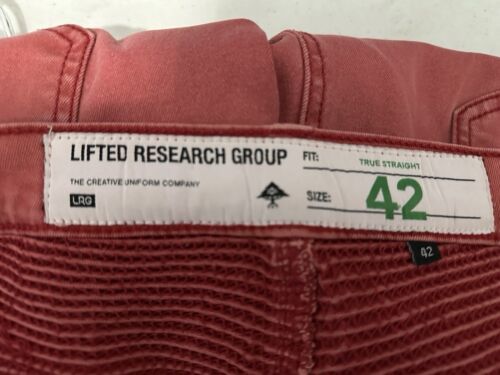 LIFTED RESEARCH GROUP
THE CREATIVE UNIFORM COMPANY
LRG
FIT: TRUE STRAIGHT
SIZE: 42
42